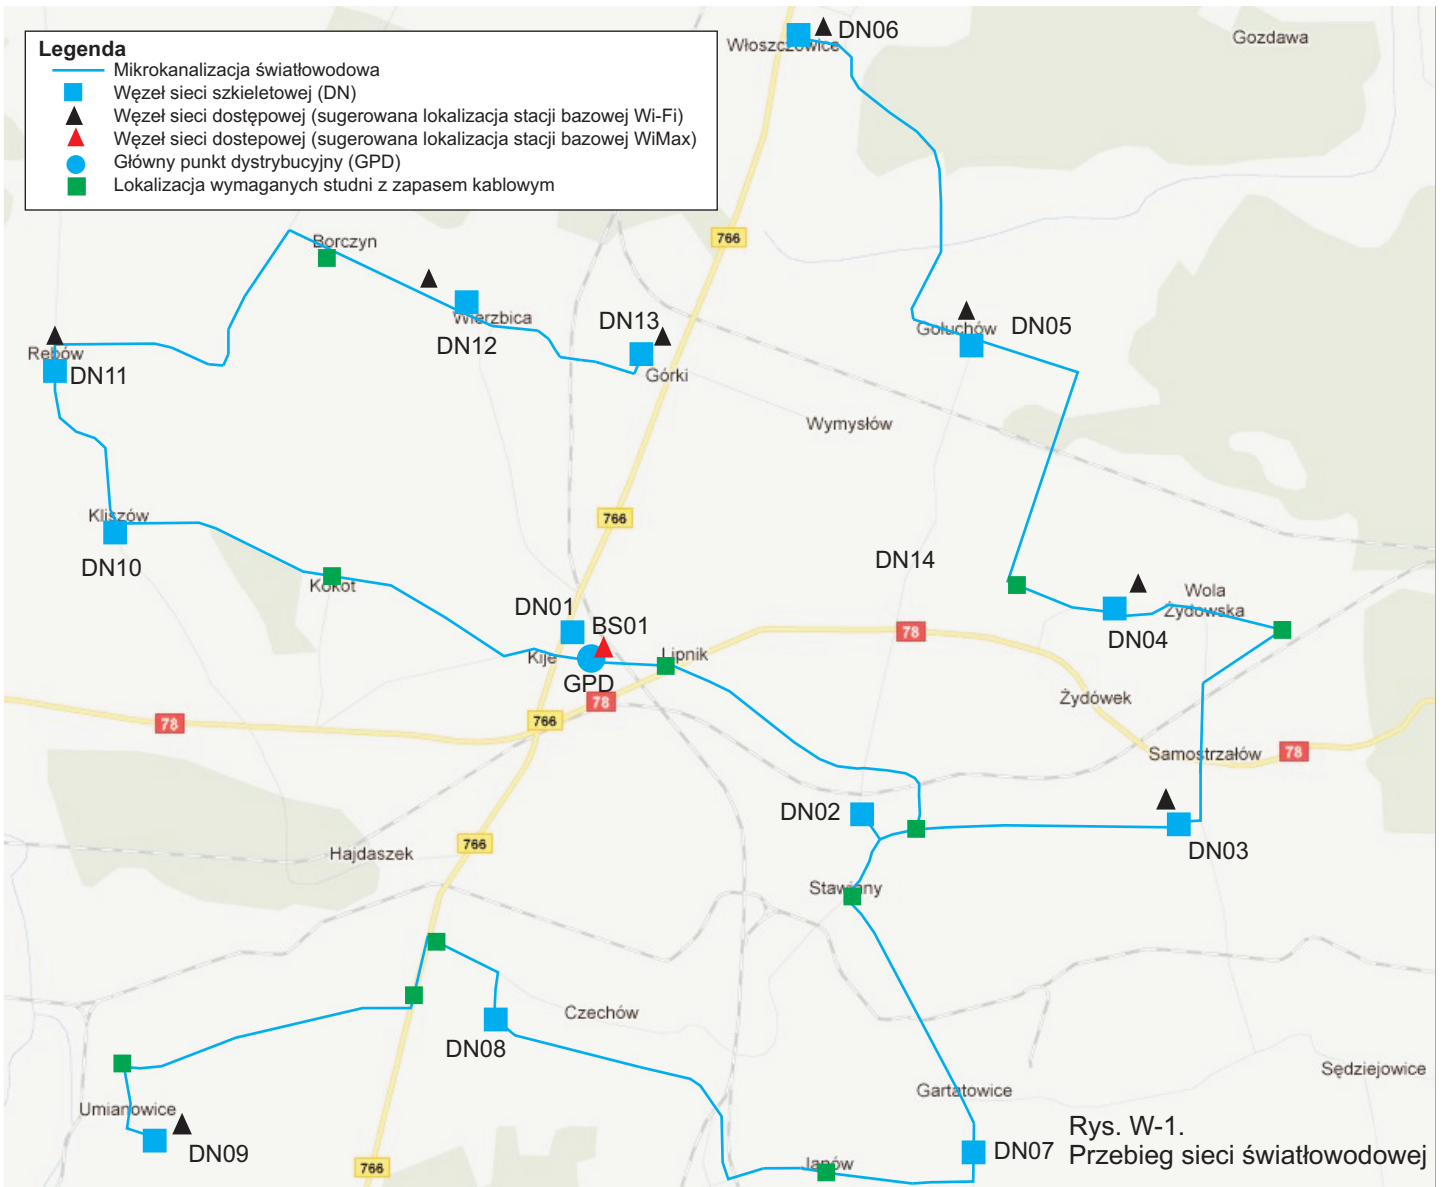 Legenda
Mikrokanalizacja światłowodowa
Węzeł sieci szkieletowej (DN)
Węzeł sieci dostępowej (sugerowana lokalizacja stacji bazowej Wi-Fi)
Węzeł sieci dostepowej (sugerowana lokalizacja stacji bazowej WiMax)
Główny punkt dystrybucyjny (GPD)
Lokalizacja wymaganych studni z zapasem kablowym
Włoszczowice
DN06
Gozdawa
Borczyn
766
Wierzbica
DN12
DN13
Górki
Gołuchów
DN05
Rębów
DN11
Wymysłów
766
Kliszów
DN10
Kokot
DN14
Wola
Żydowska
DN04
DN01
BS01
Kije
GPD
Lipnik
78
78
766
78
Żydówek
Samostrzałów
78
DN02
DN03
Hajdaszek
766
Stawiany
Czechów
DN08
Gartatowice
Sędziejowice
Umianowice
DN09
766
Janów
DN07
Rys. W-1.
Przebieg sieci światłowodowej